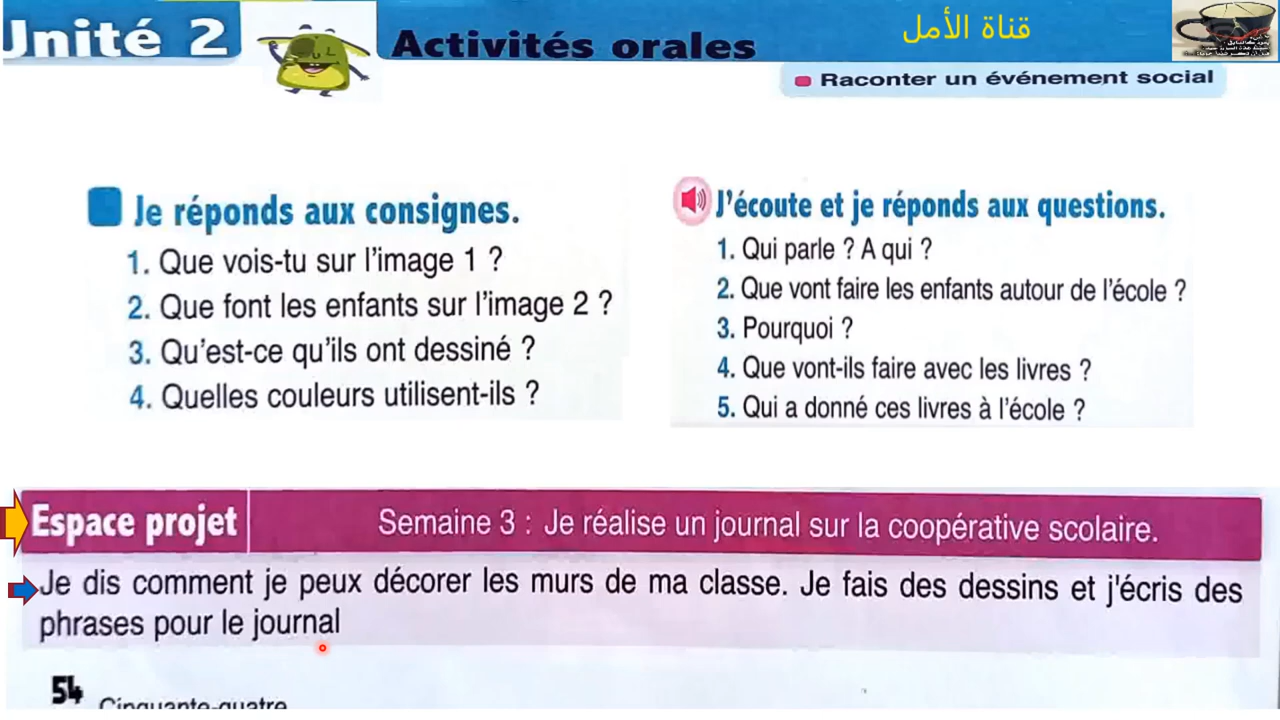 Unité 2
Activités orales
قناة الأمل
Raconter un événement social
Je réponds aux consignes.
1. Que vois-tu sur l'image 1 ?
2. Que font les enfants sur l'image 2 ?
3. Qu'est-ce qu'ils ont dessiné ?
4. Quelles couleurs utilisent-ils ?
J'écoute et je réponds aux questions.
1. Qui parle ? A qui ?
2. Que vont faire les enfants autour de l'école ?
3. Pourquoi ?
4. Que vont-ils faire avec les livres ?
5. Qui a donné ces livres à l'école ?
Espace projet
Semaine 3 : Je réalise un journal sur la coopérative scolaire.
Je dis comment je peux décorer les murs de ma classe. Je fais des dessins et j'écris des
phrases pour le journal
54
Cinquante-quatre